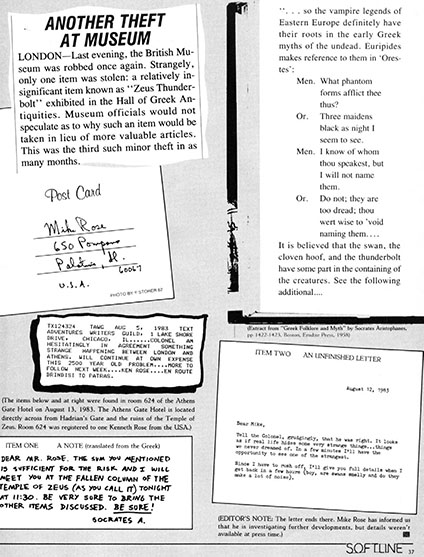 ANOTHER THEFT
AT MUSEUM
LONDON—Last evening, the British Mu-
seum was robbed once again. Strangely,
only one item was stolen: a relatively in-
significant item known as "Zeus Thunder-
bolt" exhibited in the Hall of Greek An-
tiquities. Museum officials would not
speculate as to why such an item would be
taken in lieu of more valuable articles.
This was the third such minor theft in as
many months.
Post Card
Mike Rose
650 Pompano
Palatine, Il.
60067
U.S.A.
PHOTO BY F STOHER 62
TX124324 TAWG AUG 5, 1983 TEXT
ADVENTURES WRITERS GUILD, 1 LAKE SHORE
DRIVE, CHICAGO, IL.....COLONEL AM
HESITATINGLY IN AGREEMENT SOMETHING
STRANGE HAPPENING BETWEEN LONDON AND
ATHENS. WILL CONTINUE AT OWN EXPENSE
THIS 2500 YEAR OLD PROBLEM....MORE TO
FOLLOW NEXT WEEK....KEN ROSE...EN ROUTE
BRINDISI TO PATRAS.
(The items below and at right were found in room 624 of the Athens
Gate Hotel on August 13, 1983. The Athens Gate Hotel is located
directly across from Hadrian's Gate and the ruins of the Temple of
Zeus. Room 624 was registered to one Kenneth Rose from the USA.)
ITEM ONE A NOTE (translated from the Greek)
DEAR MR. ROSE. THE SUM YOU MENTIONED
IS SUFFICIENT FOR THE RISK AND I WILL
MEET YOU AT THE FALLEN COLUMN OF THE
TEMPLE OF ZEUS (AS YOU CALL IT) TONIGHT
AT 11:30. BE VERY SURE TO BRING THE
OTHER ITEMS DISCUSSED. BE SURE!
SOCRATES A.
". . . so the vampire legends of
Eastern Europe definitely have
their roots in the early Greek
myths of the undead. Euripides
makes reference to them in 'Ores-
tes':
Men. What phantom
forms afflict thee
thus?
Or. Three maidens
black as night I
seem to see.
Men. I know of whom
thou speakest, but
I will not name
them.
Or. Do not; they are
too dread; thou
wert wise to 'void
naming them. . . .
It is believed that the swan, the
cloven hoof, and the thunderbolt
have some part in the containing of
the creatures. See the following
additional....
(Extract from "Greek Folklore and Myth" by Socrates Aristophanes,
pp.1422-1423, Boston, Erudite Press, 1958)
ITEM TWO AN UNFINISHED LETTER
August 12, 1983
Dear Mike,
Tell the Colonel, grudgingly, that he was right. It looks
as if real life hides some very strange things...things
we never dreamed of. In a few minutes I'll have the
opportunity to see one of the strangest.
Since I have to rush off, I'll give you full details when I
get back in a few hours (boy, are swans smelly and do they
make a lot of noise).
(EDITOR'S NOTE: The letter ends there. Mike Rose has informed us
that he is investigating further developments, but details weren't
available at press time.)
SOFTLINE 37